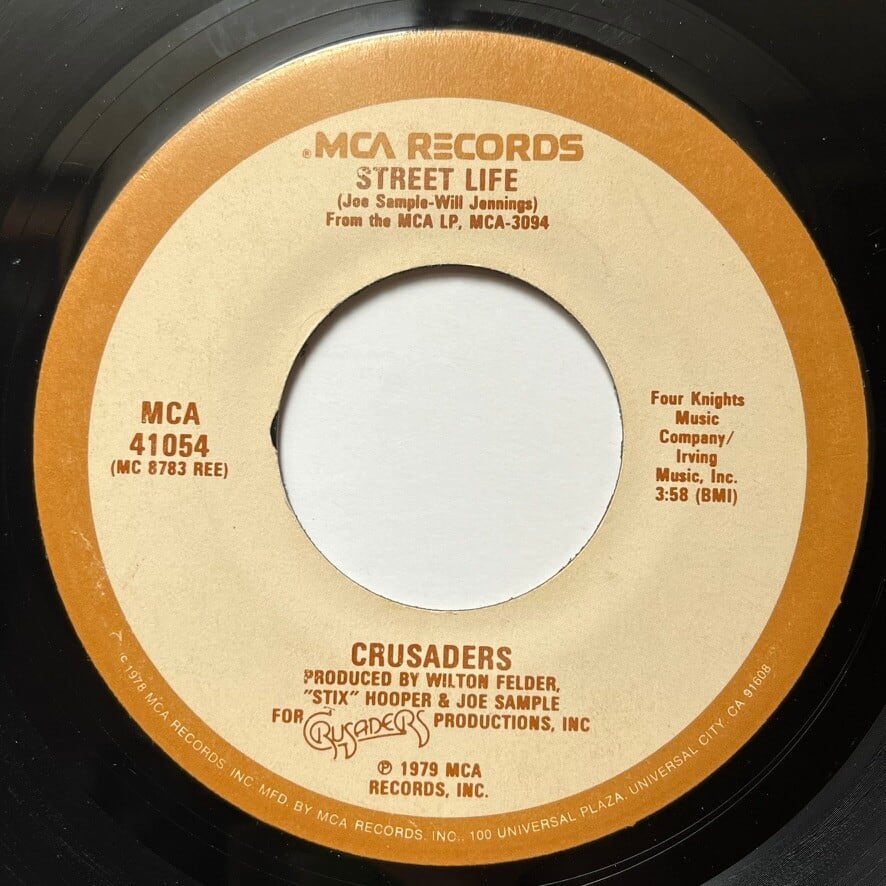 MCA RECORDS
STREET LIFE
(Joe Sample-Will Jennings)
From the MCA LP, MCA-3094
MCA
41054
(MC 8783 REE)
Four Knights
Music
Company/
Irving
Music, Inc.
3:58 (BMI)
CRUSADERS
PRODUCED BY WILTON FELDER,
"STIX" HOOPER & JOE SAMPLE
FOR CRUSADERS PRODUCTIONS, INC
℗ 1979 MCA
RECORDS, INC.
© 1978 MCA RECORDS, INC. MFD. BY MCA RECORDS, INC., 100 UNIVERSAL PLAZA, UNIVERSAL CITY, CA 91608